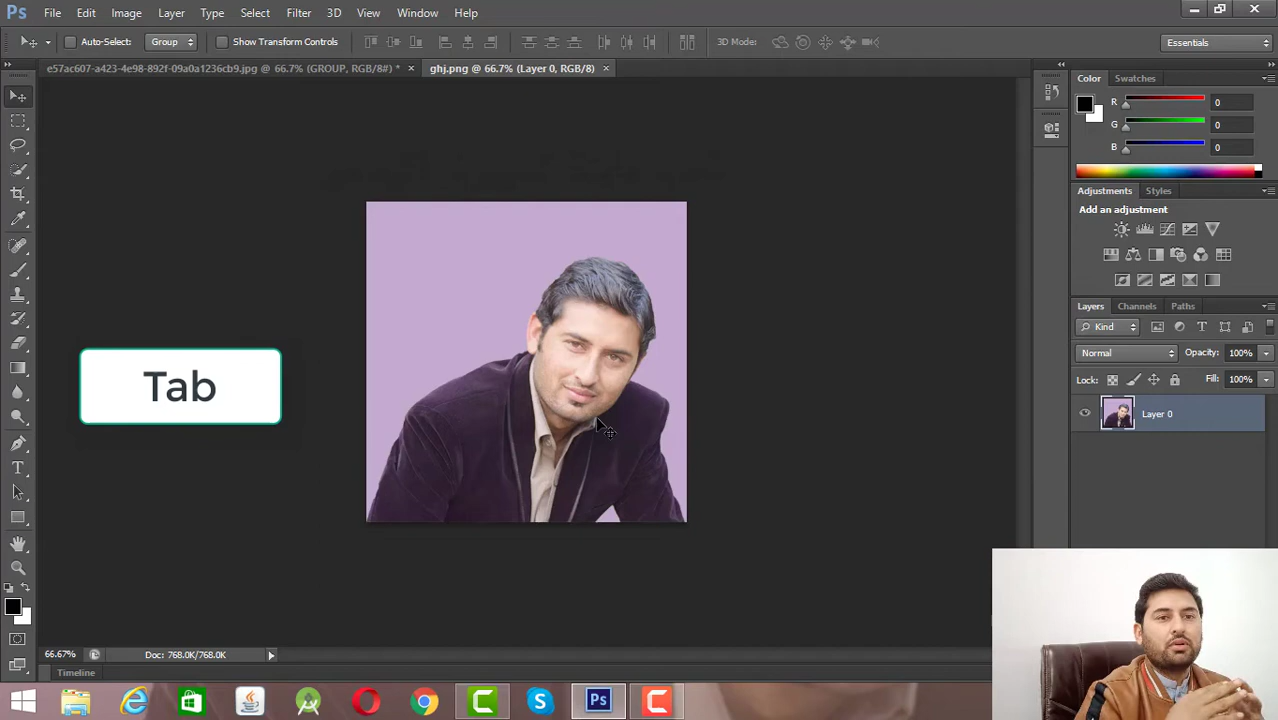 Ps File Edit Image Layer Type Select Filter 3D View Window Help
Auto-Select: Group Show Transform Controls 3D Mode: Essentials
e57ac607-a423-4e98-892f-09a0a1236cb9.jpg @ 66.7% (GROUP, RGB/8#) * × ghj.png @ 66.7% (Layer 0, RGB/8) ×
Color Swatches
R 0
G 0
B 0
Adjustments Styles
Add an adjustment
Layers Channels Paths
Kind
Normal Opacity: 100%
Lock: Fill: 100%
Layer 0
Tab
66.67% Doc: 768.0K/768.0K
Timeline
Ps